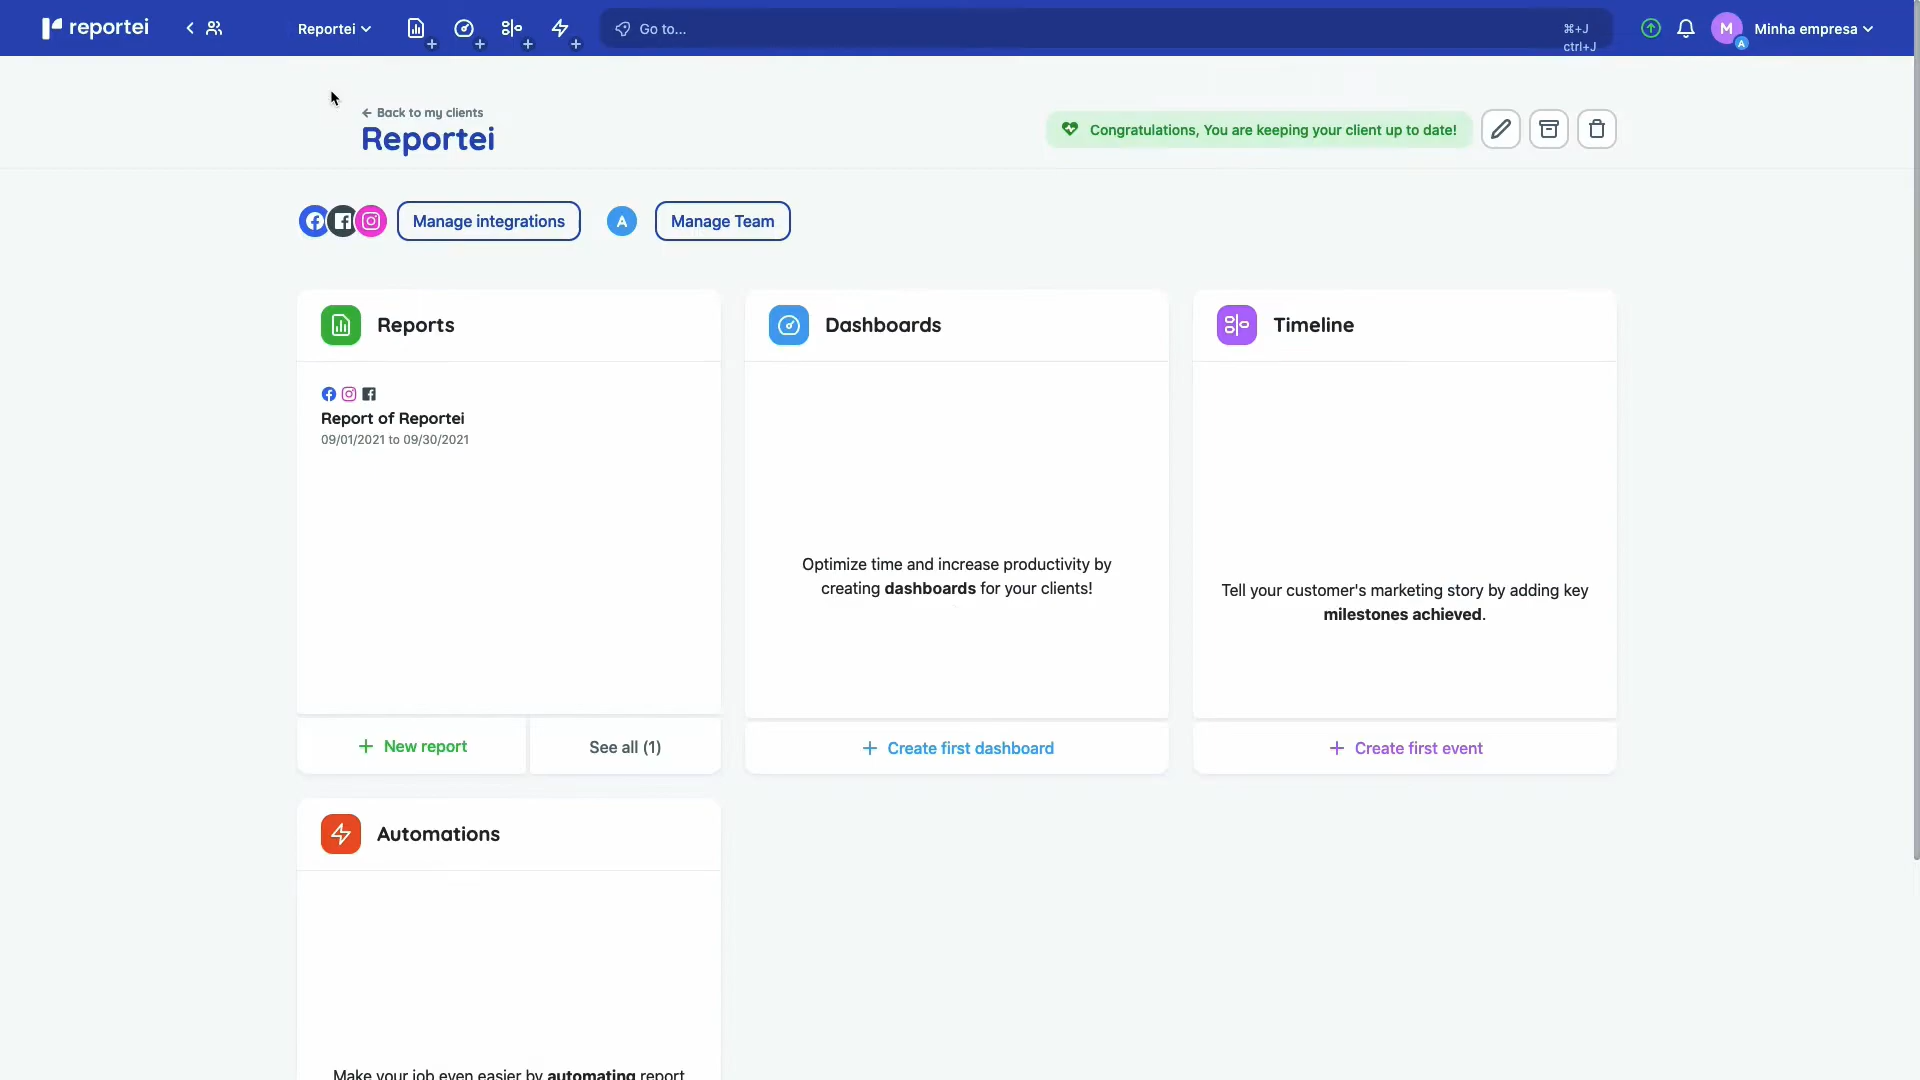 reportei
Reportei
Go to...
⌘+J
ctrl+J
M
A
Minha empresa
← Back to my clients
Reportei
Congratulations, You are keeping your client up to date!
Manage integrations
A
Manage Team
Reports
Dashboards
Timeline
Report of Reportei
09/01/2021 to 09/30/2021
Optimize time and increase productivity by
creating dashboards for your clients!
Tell your customer's marketing story by adding key
milestones achieved.
+ New report
See all (1)
+ Create first dashboard
+ Create first event
Automations
Make your job even easier by automating report